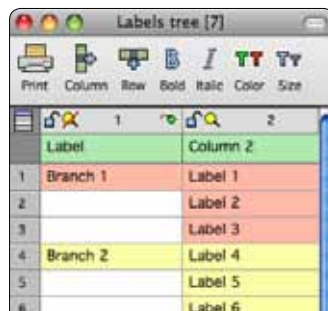 Labels tree [7]
Print Column Row Bold Italic Color Size
1 2
Label Column 2
1 Branch 1 Label 1
2 Label 2
3 Label 3
4 Branch 2 Label 4
5 Label 5
6 Label 6